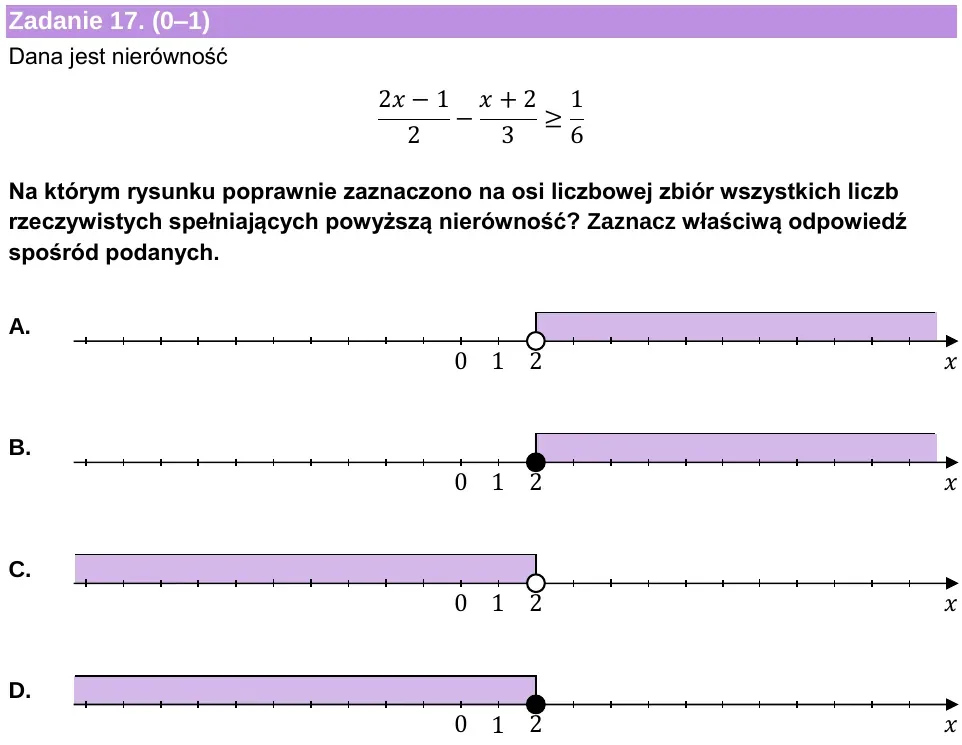 Zadanie 17. (0–1)
Dana jest nierówność
(2x − 1)/2 − (x + 2)/3 ≥ 1/6
Na którym rysunku poprawnie zaznaczono na osi liczbowej zbiór wszystkich liczb
rzeczywistych spełniających powyższą nierówność? Zaznacz właściwą odpowiedź
spośród podanych.
A.
0 1 2 x
B.
0 1 2 x
C.
0 1 2 x
D.
0 1 2 x